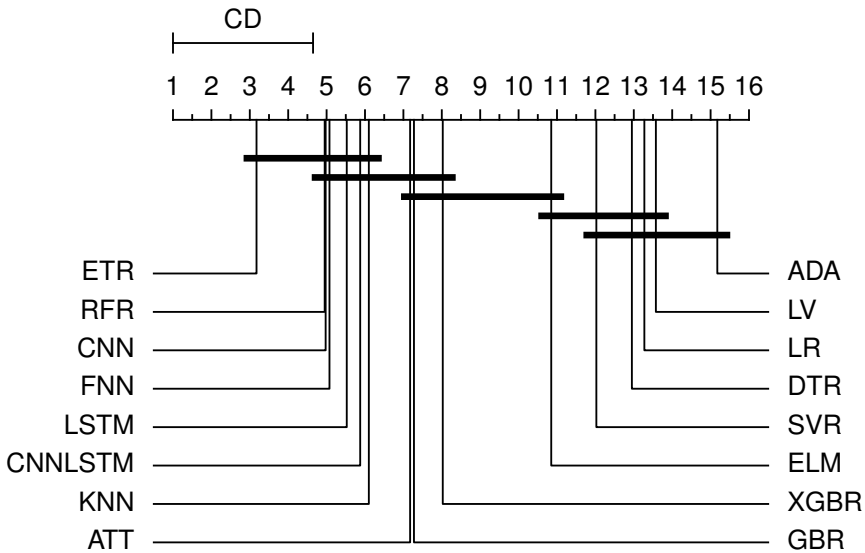 CD
1 2 3 4 5 6 7 8 9 10 11 12 13 14 15 16
ETR ADA
RFR LV
CNN LR
FNN DTR
LSTM SVR
CNNLSTM ELM
KNN XGBR
ATT GBR